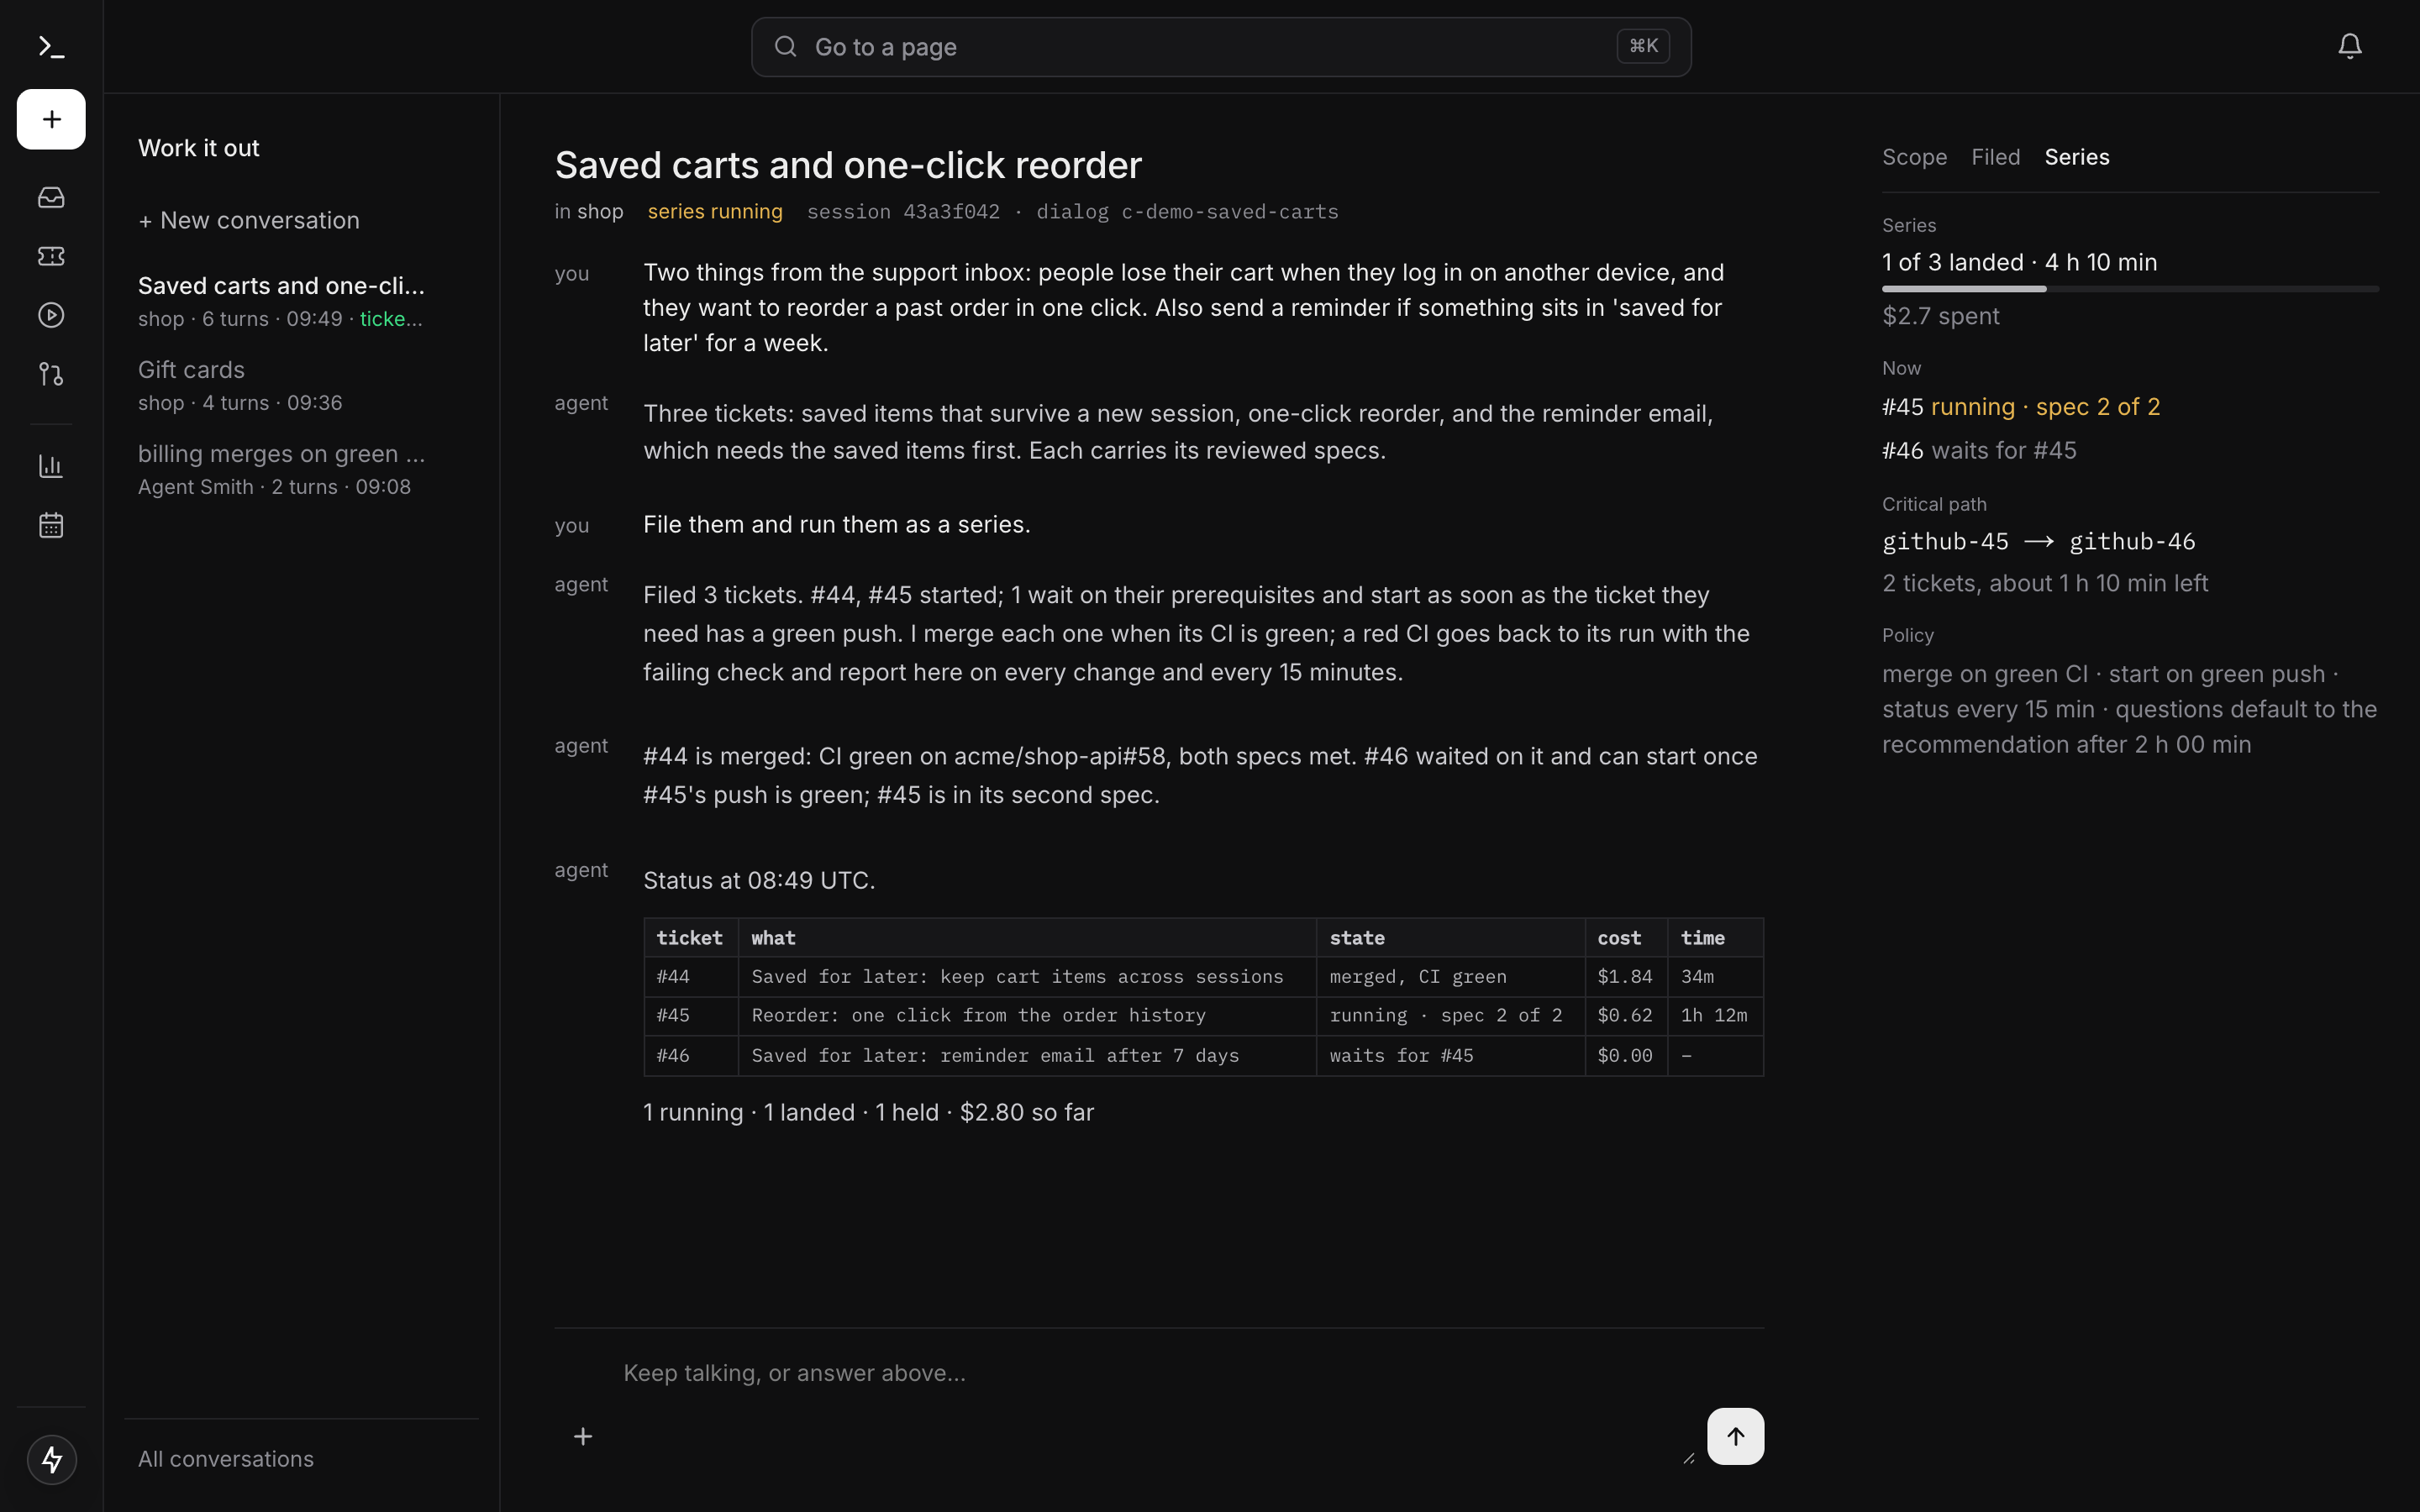 Go to a page
⌘K
Work it out
+ New conversation
Saved carts and one-cli...
shop · 6 turns · 09:49 · ticke...
Gift cards
shop · 4 turns · 09:36
billing merges on green ...
Agent Smith · 2 turns · 09:08
All conversations
Saved carts and one-click reorder
in shop series running session 43a3f042 · dialog c-demo-saved-carts
you
Two things from the support inbox: people lose their cart when they log in on another device, and
they want to reorder a past order in one click. Also send a reminder if something sits in 'saved for
later' for a week.
agent
Three tickets: saved items that survive a new session, one-click reorder, and the reminder email,
which needs the saved items first. Each carries its reviewed specs.
you
File them and run them as a series.
agent
Filed 3 tickets. #44, #45 started; 1 wait on their prerequisites and start as soon as the ticket they
need has a green push. I merge each one when its CI is green; a red CI goes back to its run with the
failing check and report here on every change and every 15 minutes.
agent
#44 is merged: CI green on acme/shop-api#58, both specs met. #46 waited on it and can start once
#45's push is green; #45 is in its second spec.
agent
Status at 08:49 UTC.
ticket what state cost time
#44 Saved for later: keep cart items across sessions merged, CI green $1.84 34m
#45 Reorder: one click from the order history running · spec 2 of 2 $0.62 1h 12m
#46 Saved for later: reminder email after 7 days waits for #45 $0.00 –
1 running · 1 landed · 1 held · $2.80 so far
Keep talking, or answer above...
Scope Filed Series
Series
1 of 3 landed · 4 h 10 min
$2.7 spent
Now
#45 running · spec 2 of 2
#46 waits for #45
Critical path
github-45 → github-46
2 tickets, about 1 h 10 min left
Policy
merge on green CI · start on green push ·
status every 15 min · questions default to the
recommendation after 2 h 00 min